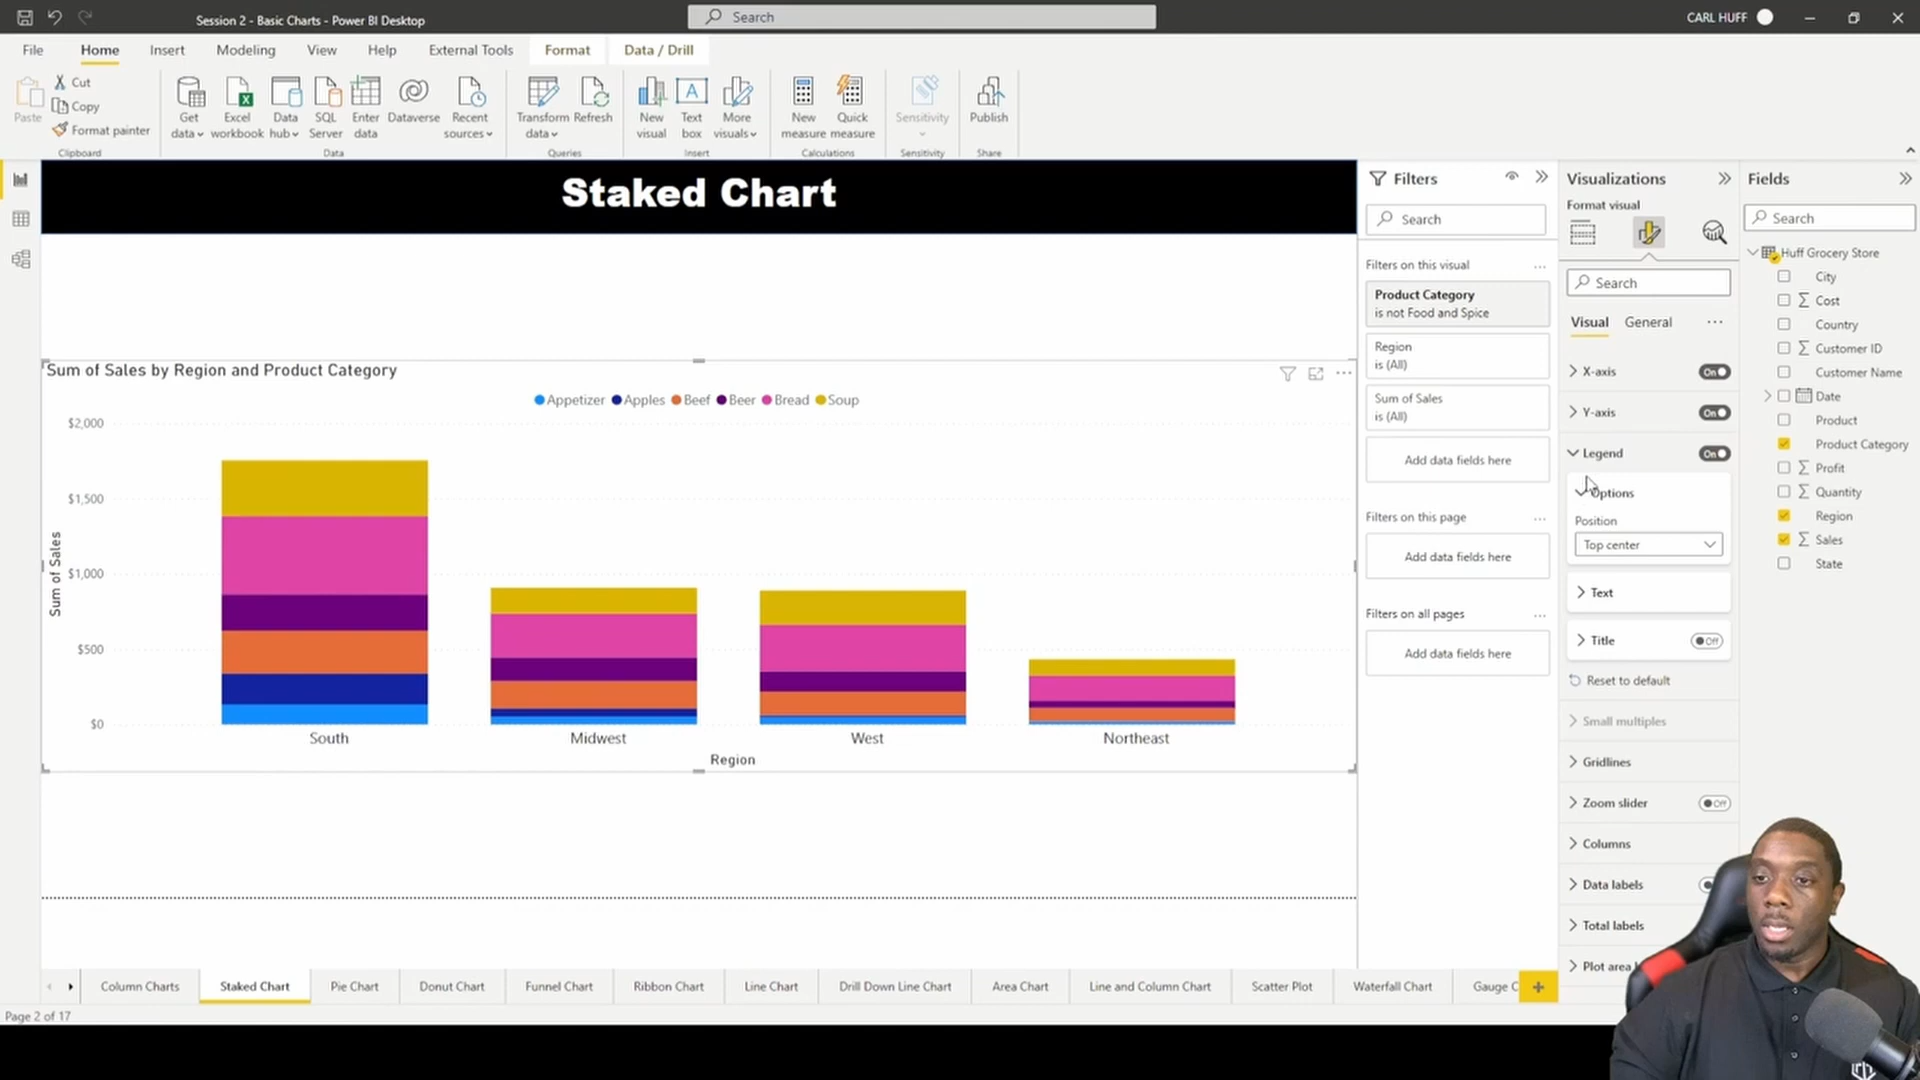 Session 2 - Basic Charts - Power BI Desktop
Search
CARL HUFF
File
Home
Insert
Modeling
View
Help
External Tools
Format
Data / Drill
Paste
Cut
Copy
Format painter
Clipboard
Get data
Excel workbook
Data hub
SQL Server
Enter data
Dataverse
Recent sources
Data
Transform data
Refresh
Queries
New visual
Text box
More visuals
Insert
New measure
Quick measure
Calculations
Sensitivity
Sensitivity
Publish
Share
Staked Chart
Sum of Sales by Region and Product Category
Appetizer Apples Beef Beer Bread Soup
$2,000
$1,500
$1,000
$500
$0
Sum of Sales
South
Midwest
West
Northeast
Region
Filters
Search
Filters on this visual
Product Category
is not Food and Spice
Region
is (All)
Sum of Sales
is (All)
Add data fields here
Filters on this page
Add data fields here
Filters on all pages
Add data fields here
Visualizations
Format visual
Search
Visual
General
X-axis
On
Y-axis
On
Legend
On
Options
Position
Top center
Text
Title
Off
Reset to default
Small multiples
Gridlines
Zoom slider
Off
Columns
Data labels
Total labels
Plot area
Fields
Search
Huff Grocery Store
City
Cost
Country
Customer ID
Customer Name
Date
Product
Product Category
Profit
Quantity
Region
Sales
State
Column Charts
Staked Chart
Pie Chart
Donut Chart
Funnel Chart
Ribbon Chart
Line Chart
Drill Down Line Chart
Area Chart
Line and Column Chart
Scatter Plot
Waterfall Chart
Gauge C
Page 2 of 17